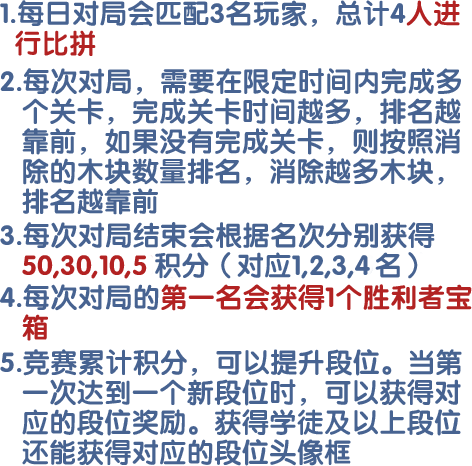 1.每日对局会匹配3名玩家，总计4人进
行比拼
2.每次对局，需要在限定时间内完成多
个关卡，完成关卡时间越多，排名越
靠前，如果没有完成关卡，则按照消
除的木块数量排名，消除越多木块，
排名越靠前
3.每次对局结束会根据名次分别获得
50,30,10,5 积分（对应1,2,3,4 名）
4.每次对局的第一名会获得1个胜利者宝
箱
5.竞赛累计积分，可以提升段位。当第
一次达到一个新段位时，可以获得对
应的段位奖励。获得学徒及以上段位
还能获得对应的段位头像框